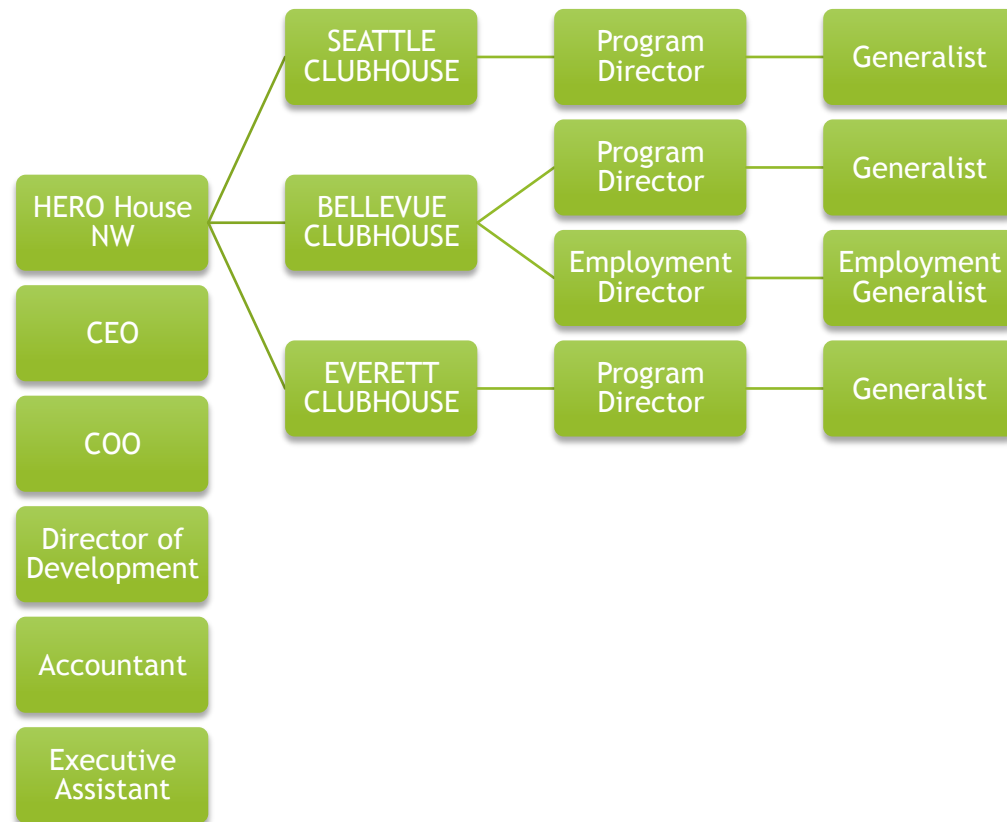 SEATTLE
CLUBHOUSE
Program
Director
Generalist
HERO House
NW
BELLEVUE
CLUBHOUSE
Program
Director
Generalist
Employment
Director
Employment
Generalist
EVERETT
CLUBHOUSE
Program
Director
Generalist
CEO
COO
Director of
Development
Accountant
Executive
Assistant